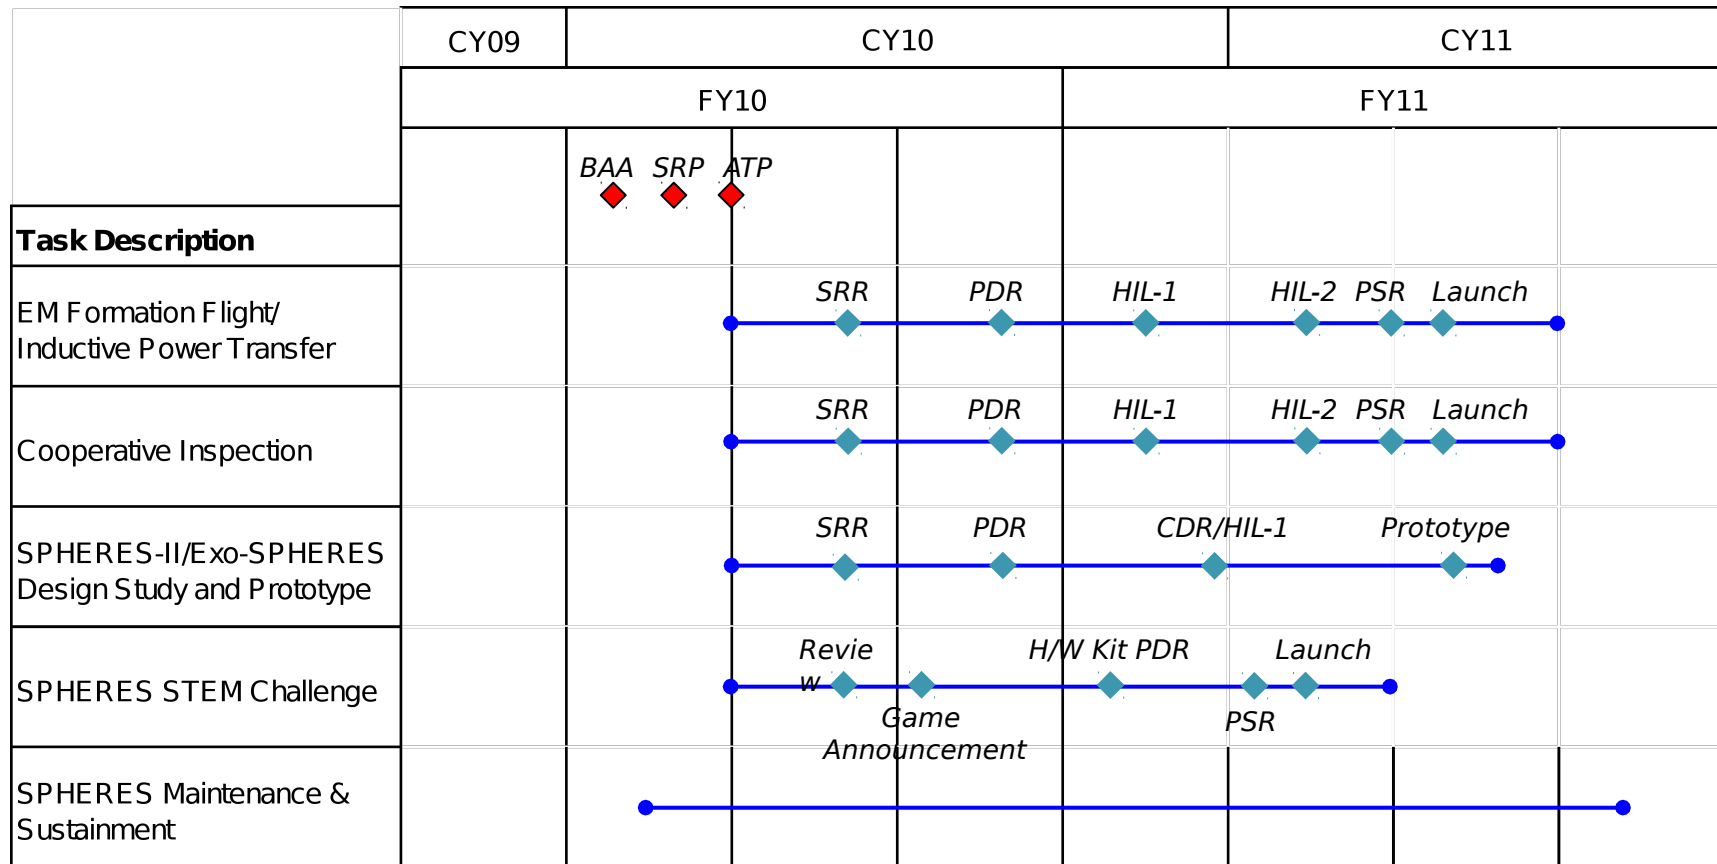 CY09
CY10
CY11
FY10
FY11
BAA
SRP
ATP
Task Description
EM Formation Flight/
Inductive Power Transfer
SRR
PDR
HIL-1
HIL-2
PSR
Launch
Cooperative Inspection
SRR
PDR
HIL-1
HIL-2
PSR
Launch
SPHERES-II/Exo-SPHERES
Design Study and Prototype
SRR
PDR
CDR/HIL-1
Prototype
SPHERES STEM Challenge
Revie
w
Game
Announcement
H/W Kit PDR
PSR
Launch
SPHERES Maintenance &
Sustainment